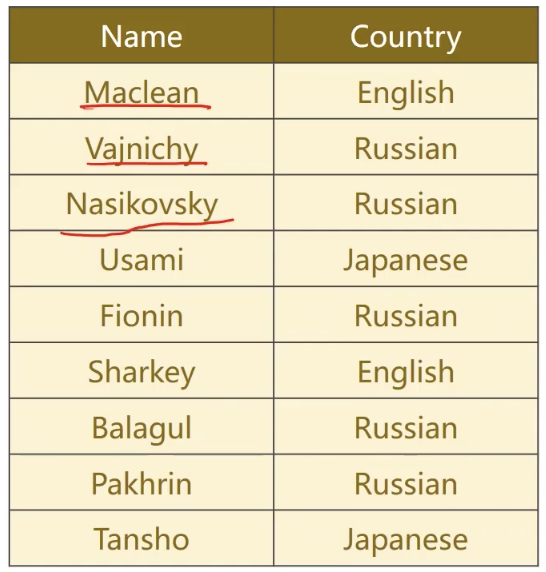 Name Country
Maclean English
Vajnichy Russian
Nasikovsky Russian
Usami Japanese
Fionin Russian
Sharkey English
Balagul Russian
Pakhrin Russian
Tansho Japanese